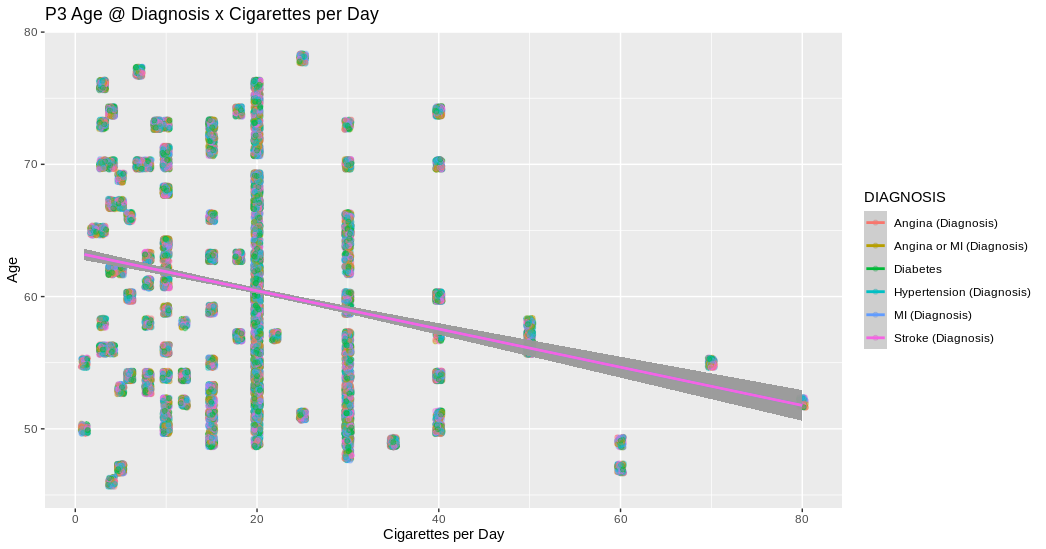 P3 Age @ Diagnosis x Cigarettes per Day
80
70
60
50
Age
0
20
40
60
80
Cigarettes per Day
DIAGNOSIS
Angina (Diagnosis)
Angina or MI (Diagnosis)
Diabetes
Hypertension (Diagnosis)
MI (Diagnosis)
Stroke (Diagnosis)